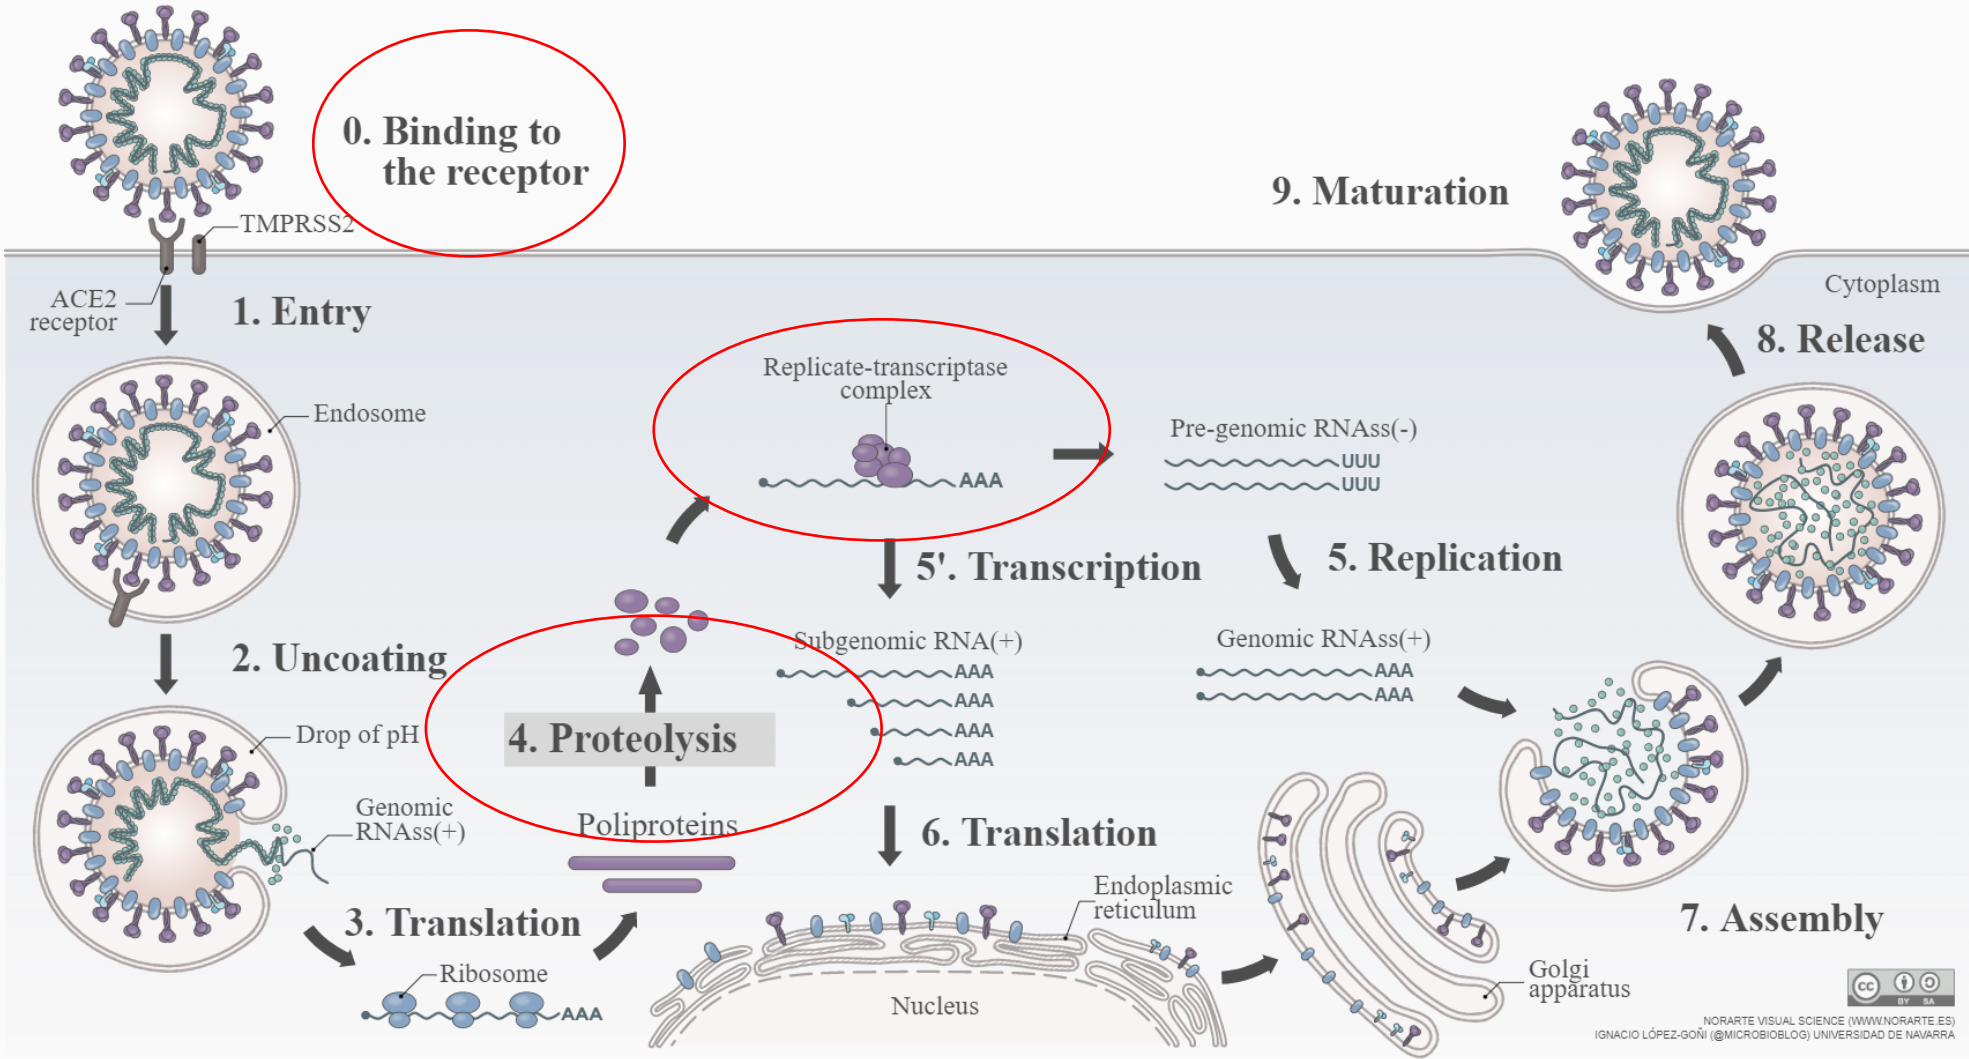 0. Binding to
the receptor
TMPRSS2
ACE2
receptor
1. Entry
Endosome
2. Uncoating
Drop of pH
Genomic
RNAss(+)
3. Translation
Ribosome
AAA
Poliproteins
4. Proteolysis
Replicate-transcriptase
complex
AAA
Pre-genomic RNAss(-)
UUU
UUU
5'. Transcription
5. Replication
Subgenomic RNA(+)
AAA
AAA
AAA
AAA
Genomic RNAss(+)
AAA
AAA
6. Translation
Endoplasmic
reticulum
Nucleus
Golgi
apparatus
7. Assembly
8. Release
Cytoplasm
9. Maturation
cc
BY SA
NORARTE VISUAL SCIENCE (WWW.NORARTE.ES)
IGNACIO LÓPEZ-GOÑI (@MICROBIOBLOG) UNIVERSIDAD DE NAVARRA